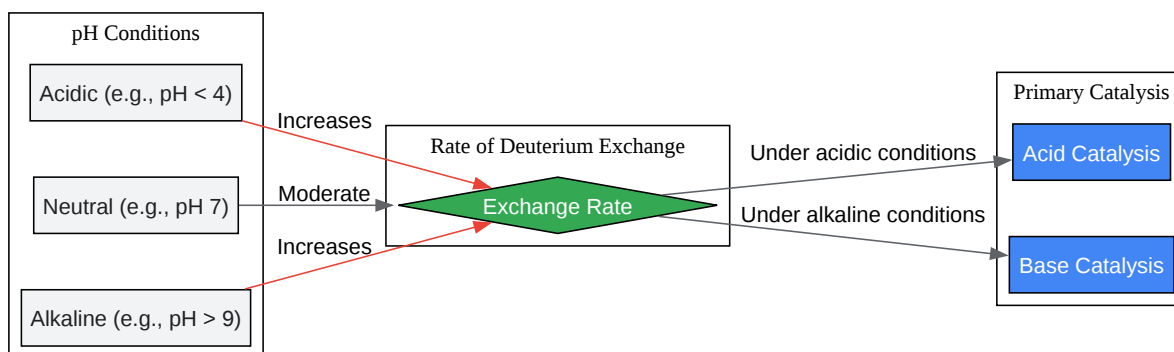 pH Conditions
Acidic (e.g., pH < 4)
Neutral (e.g., pH 7)
Alkaline (e.g., pH > 9)
Increases
Moderate
Increases
Rate of Deuterium Exchange
Exchange Rate
Under acidic conditions
Under alkaline conditions
Primary Catalysis
Acid Catalysis
Base Catalysis